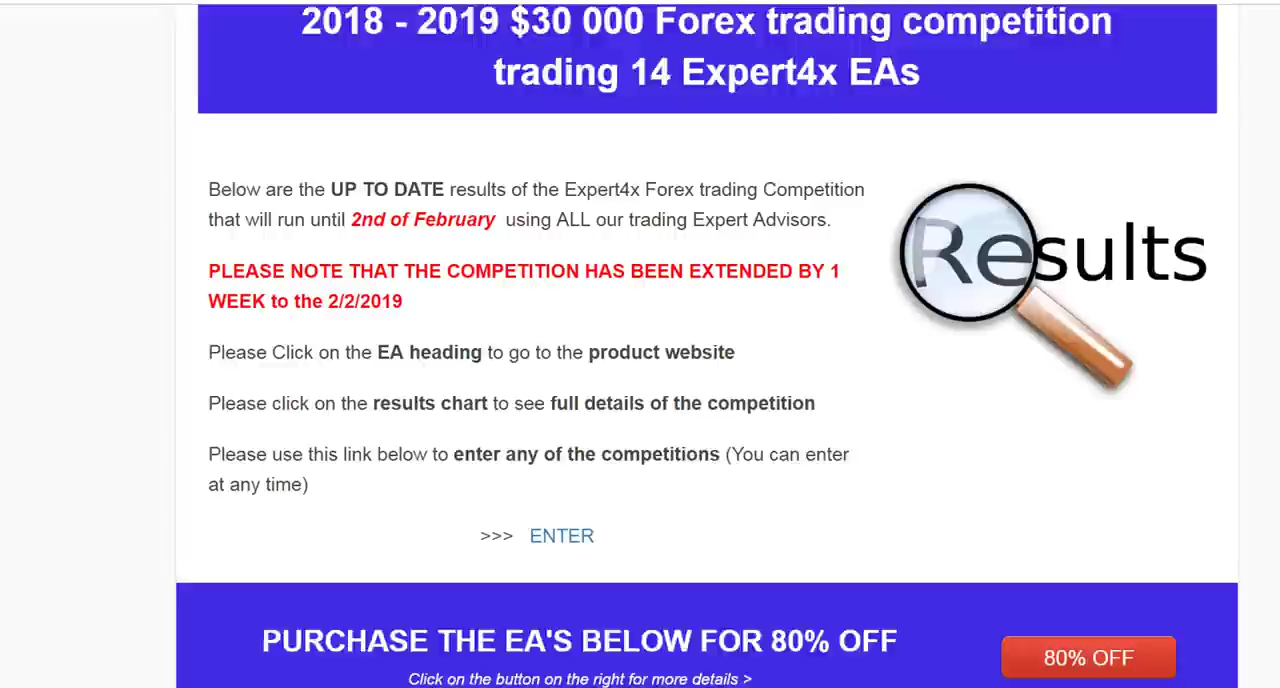 2018 - 2019 $30 000 Forex trading competition
trading 14 Expert4x EAs
Below are the UP TO DATE results of the Expert4x Forex trading Competition
that will run until 2nd of February using ALL our trading Expert Advisors.
Results
PLEASE NOTE THAT THE COMPETITION HAS BEEN EXTENDED BY 1
WEEK to the 2/2/2019
Please Click on the EA heading to go to the product website
Please click on the results chart to see full details of the competition
Please use this link below to enter any of the competitions (You can enter
at any time)
>>> ENTER
PURCHASE THE EA'S BELOW FOR 80% OFF
80% OFF
Click on the button on the right for more details >